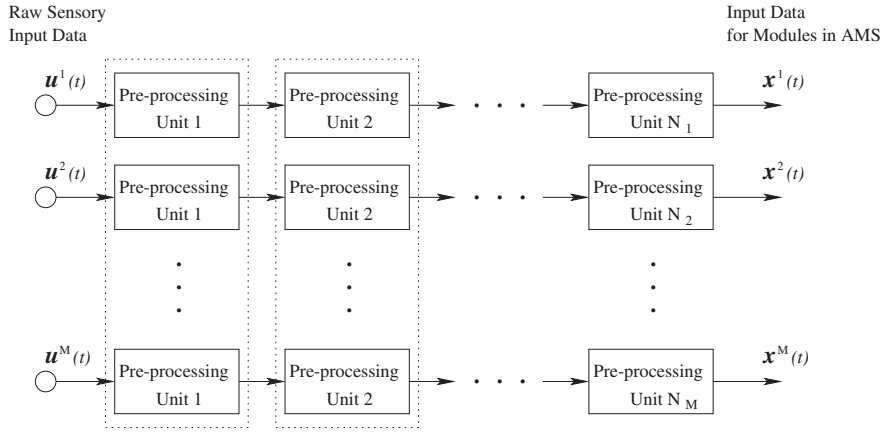 Raw Sensory
Input Data
Input Data
for Modules in AMS
u¹(t)
Pre-processing
Unit 1
Pre-processing
Unit 2
. . .
Pre-processing
Unit N₁
x¹(t)
u²(t)
Pre-processing
Unit 1
Pre-processing
Unit 2
. . .
Pre-processing
Unit N₂
x²(t)
uᴹ(t)
Pre-processing
Unit 1
Pre-processing
Unit 2
. . .
Pre-processing
Unit N_M
xᴹ(t)